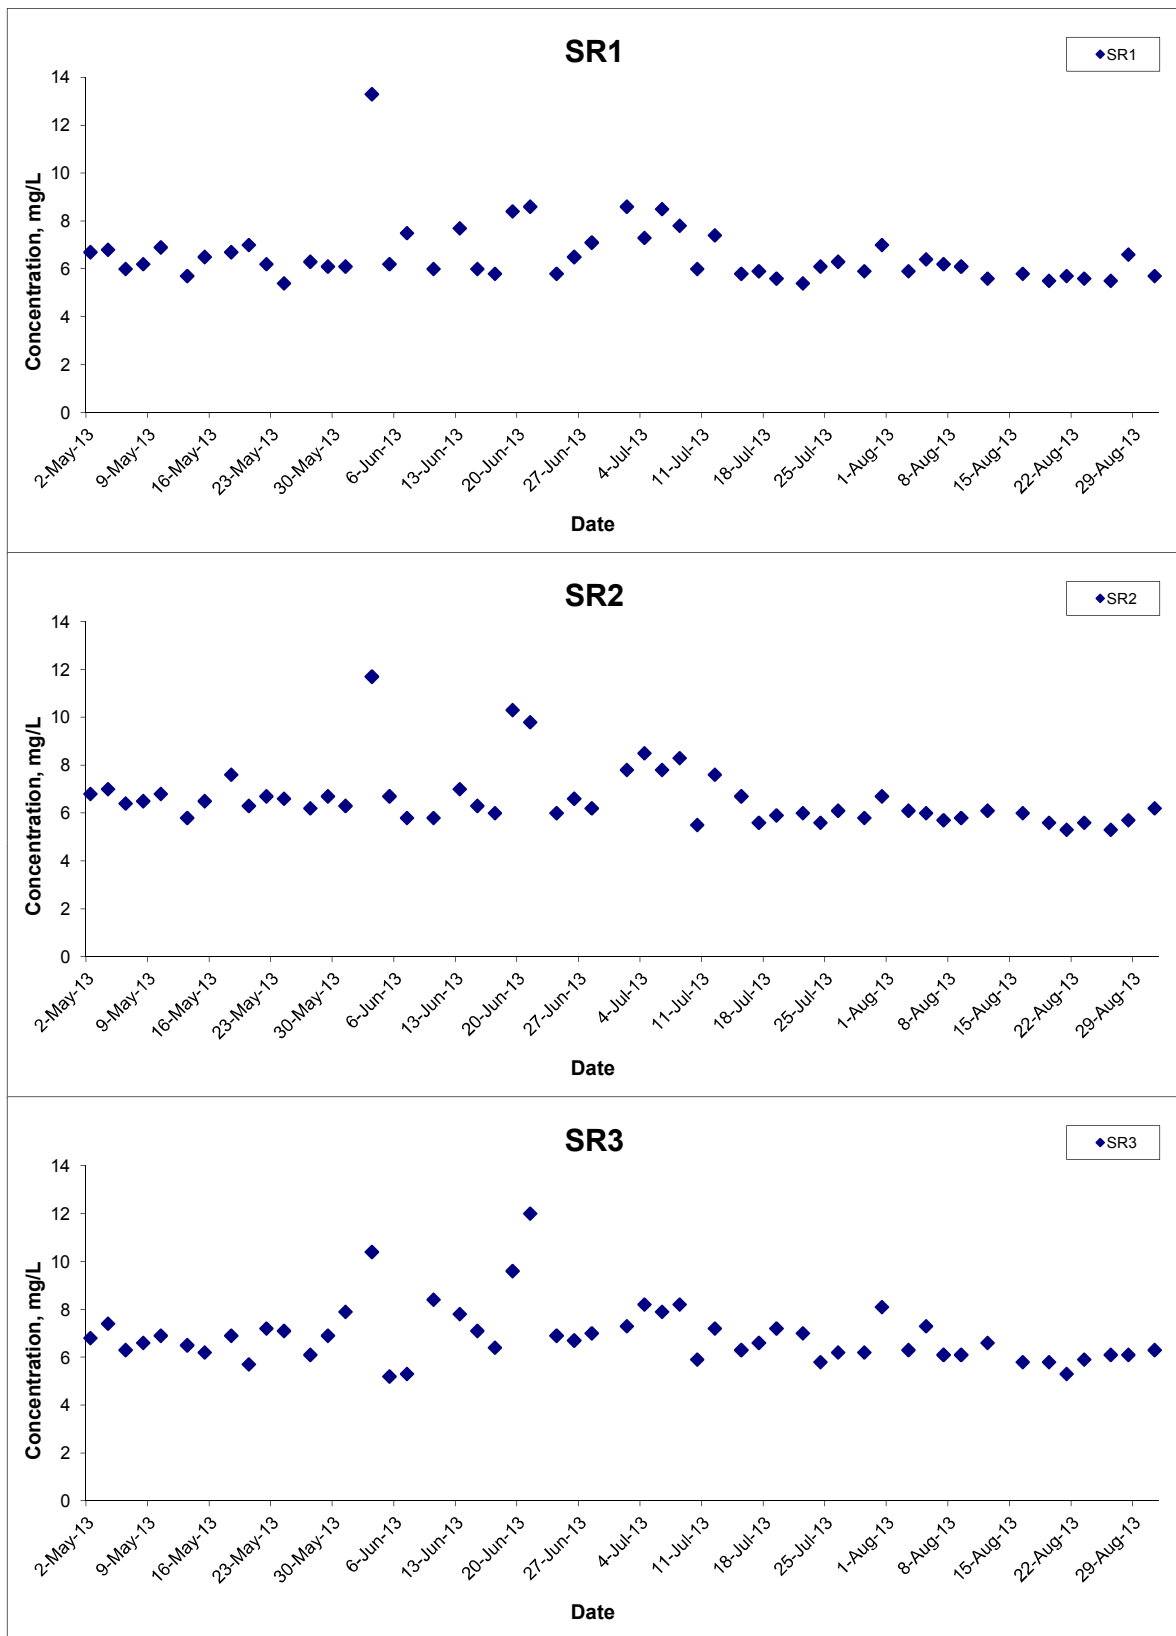 SR1
SR1
14
12
10
8
6
4
2
0
Concentration, mg/L
2-May-13
9-May-13
16-May-13
23-May-13
30-May-13
6-Jun-13
13-Jun-13
20-Jun-13
27-Jun-13
4-Jul-13
11-Jul-13
18-Jul-13
25-Jul-13
1-Aug-13
8-Aug-13
15-Aug-13
22-Aug-13
29-Aug-13
Date
SR2
SR2
14
12
10
8
6
4
2
0
Concentration, mg/L
2-May-13
9-May-13
16-May-13
23-May-13
30-May-13
6-Jun-13
13-Jun-13
20-Jun-13
27-Jun-13
4-Jul-13
11-Jul-13
18-Jul-13
25-Jul-13
1-Aug-13
8-Aug-13
15-Aug-13
22-Aug-13
29-Aug-13
Date
SR3
SR3
14
12
10
8
6
4
2
0
Concentration, mg/L
2-May-13
9-May-13
16-May-13
23-May-13
30-May-13
6-Jun-13
13-Jun-13
20-Jun-13
27-Jun-13
4-Jul-13
11-Jul-13
18-Jul-13
25-Jul-13
1-Aug-13
8-Aug-13
15-Aug-13
22-Aug-13
29-Aug-13
Date